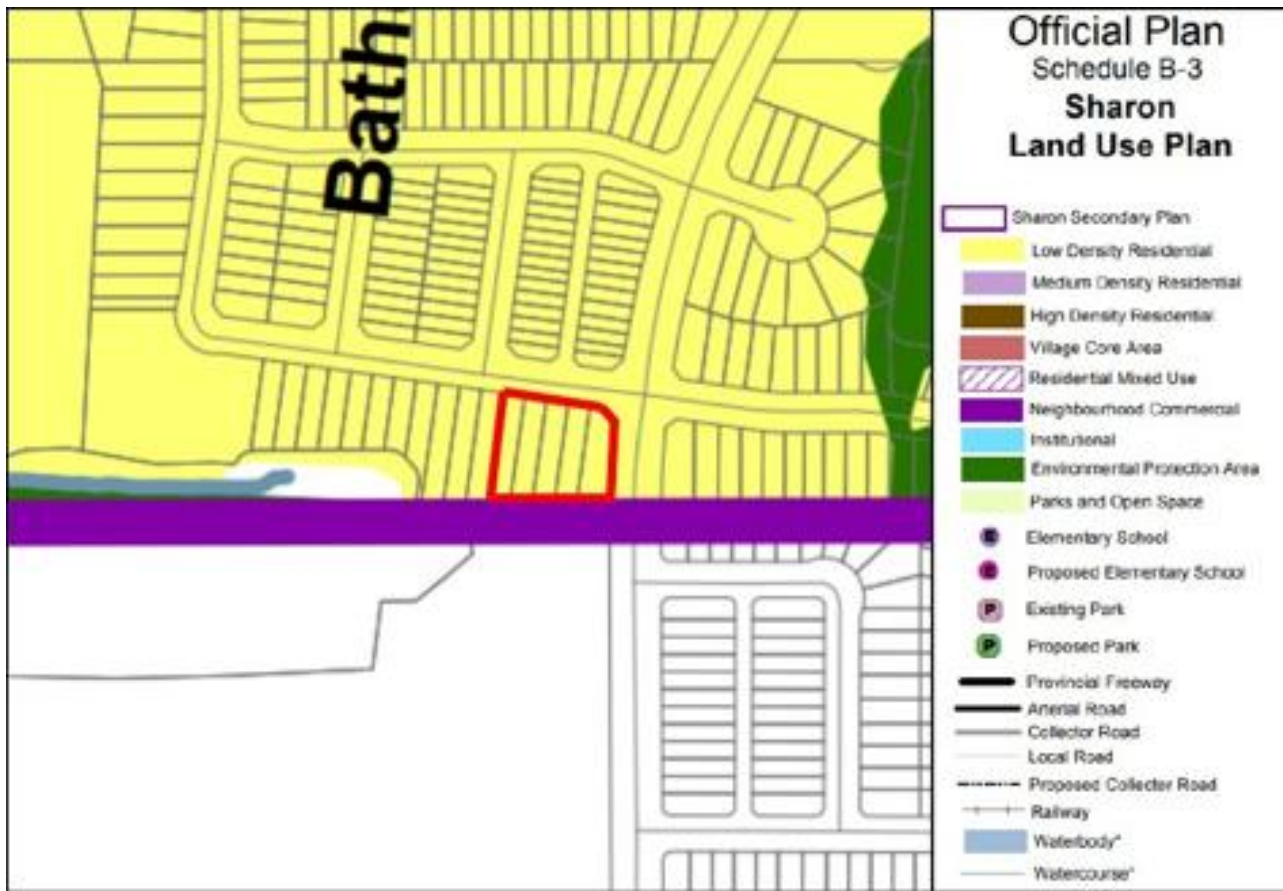 Bath
Official Plan
Schedule B-3
Sharon
Land Use Plan
Sharon Secondary Plan
Low Density Residential
Medium Density Residential
High Density Residential
Village Core Area
Residential Mixed Use
Neighbourhood Commercial
Institutional
Environmental Protection Area
Parks and Open Space
E Elementary School
E Proposed Elementary School
P Existing Park
P Proposed Park
Provincial Freeway
Arterial Road
Collector Road
Local Road
Proposed Collector Road
Railway
Waterbody*
Watercourse*